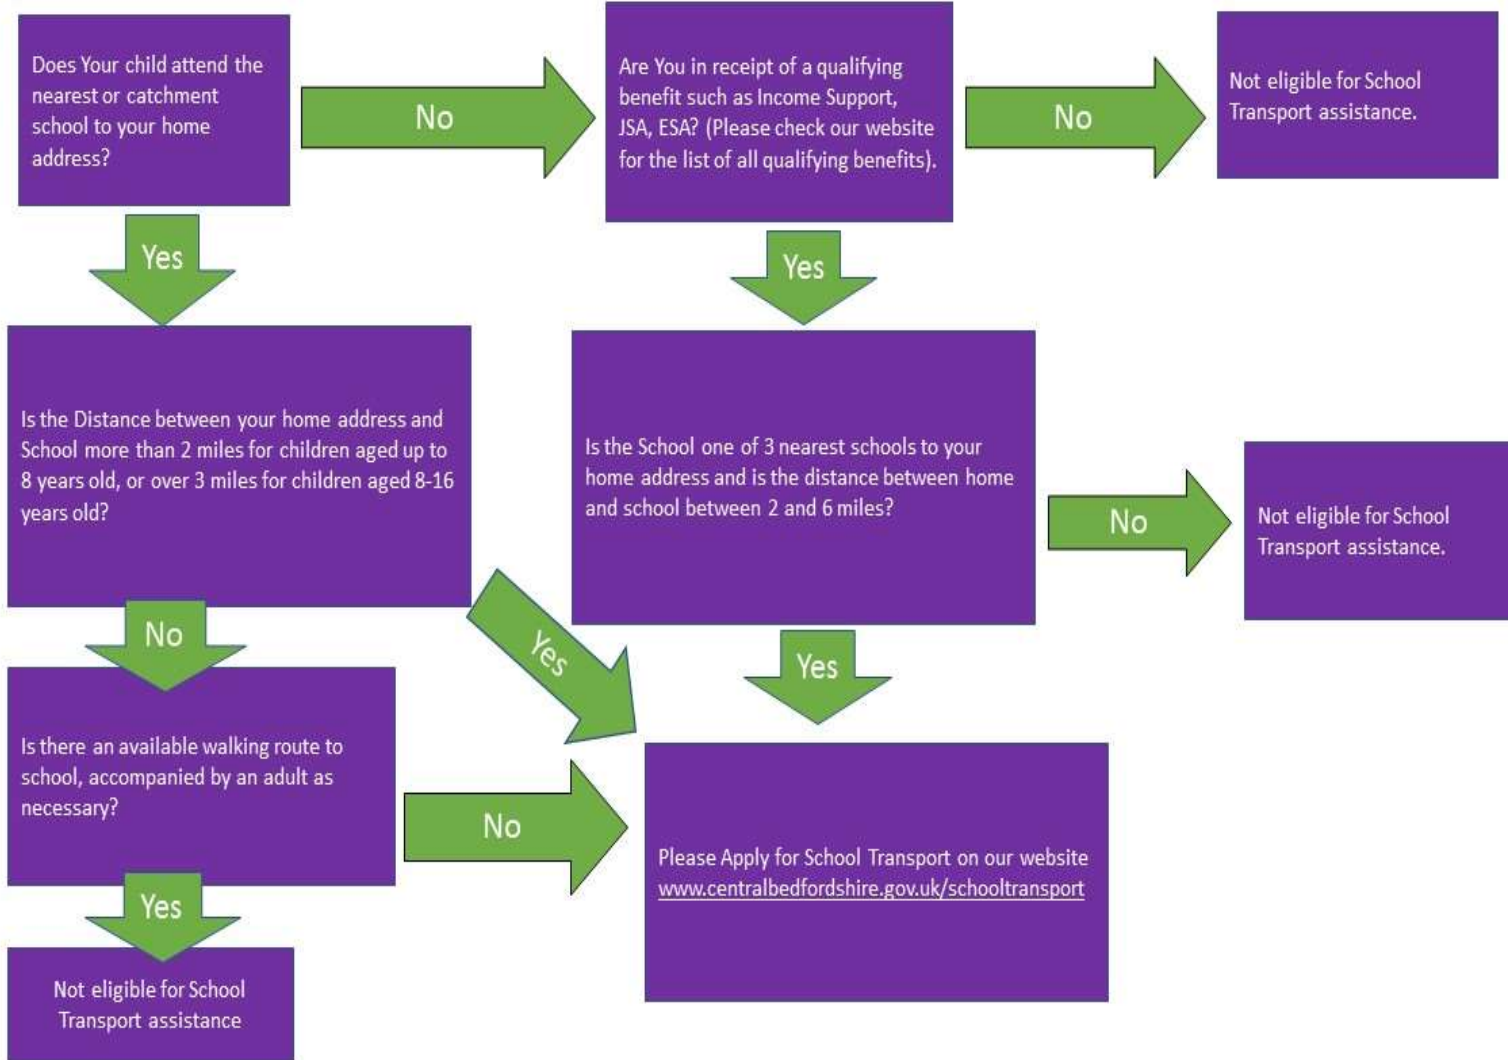 Does Your child attend the
nearest or catchment
school to your home
address?
No
Are You in receipt of a qualifying
benefit such as Income Support,
JSA, ESA? (Please check our website
for the list of all qualifying benefits).
No
Not eligible for School
Transport assistance.
Yes
Yes
Is the Distance between your home address and
School more than 2 miles for children aged up to
8 years old, or over 3 miles for children aged 8-16
years old?
Is the School one of 3 nearest schools to your
home address and is the distance between home
and school between 2 and 6 miles?
No
Not eligible for School
Transport assistance.
No
Yes
Yes
Is there an available walking route to
school, accompanied by an adult as
necessary?
No
Please Apply for School Transport on our website
www.centralbedfordshire.gov.uk/schooltransport
Yes
Not eligible for School
Transport assistance